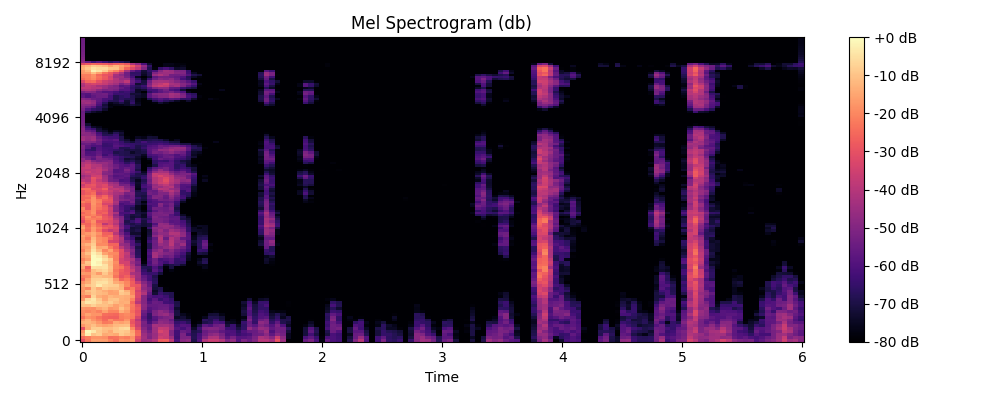 Mel Spectrogram (db)
Hz
8192
4096
2048
1024
512
0
0 1 2 3 4 5 6
Time
+0 dB
-10 dB
-20 dB
-30 dB
-40 dB
-50 dB
-60 dB
-70 dB
-80 dB